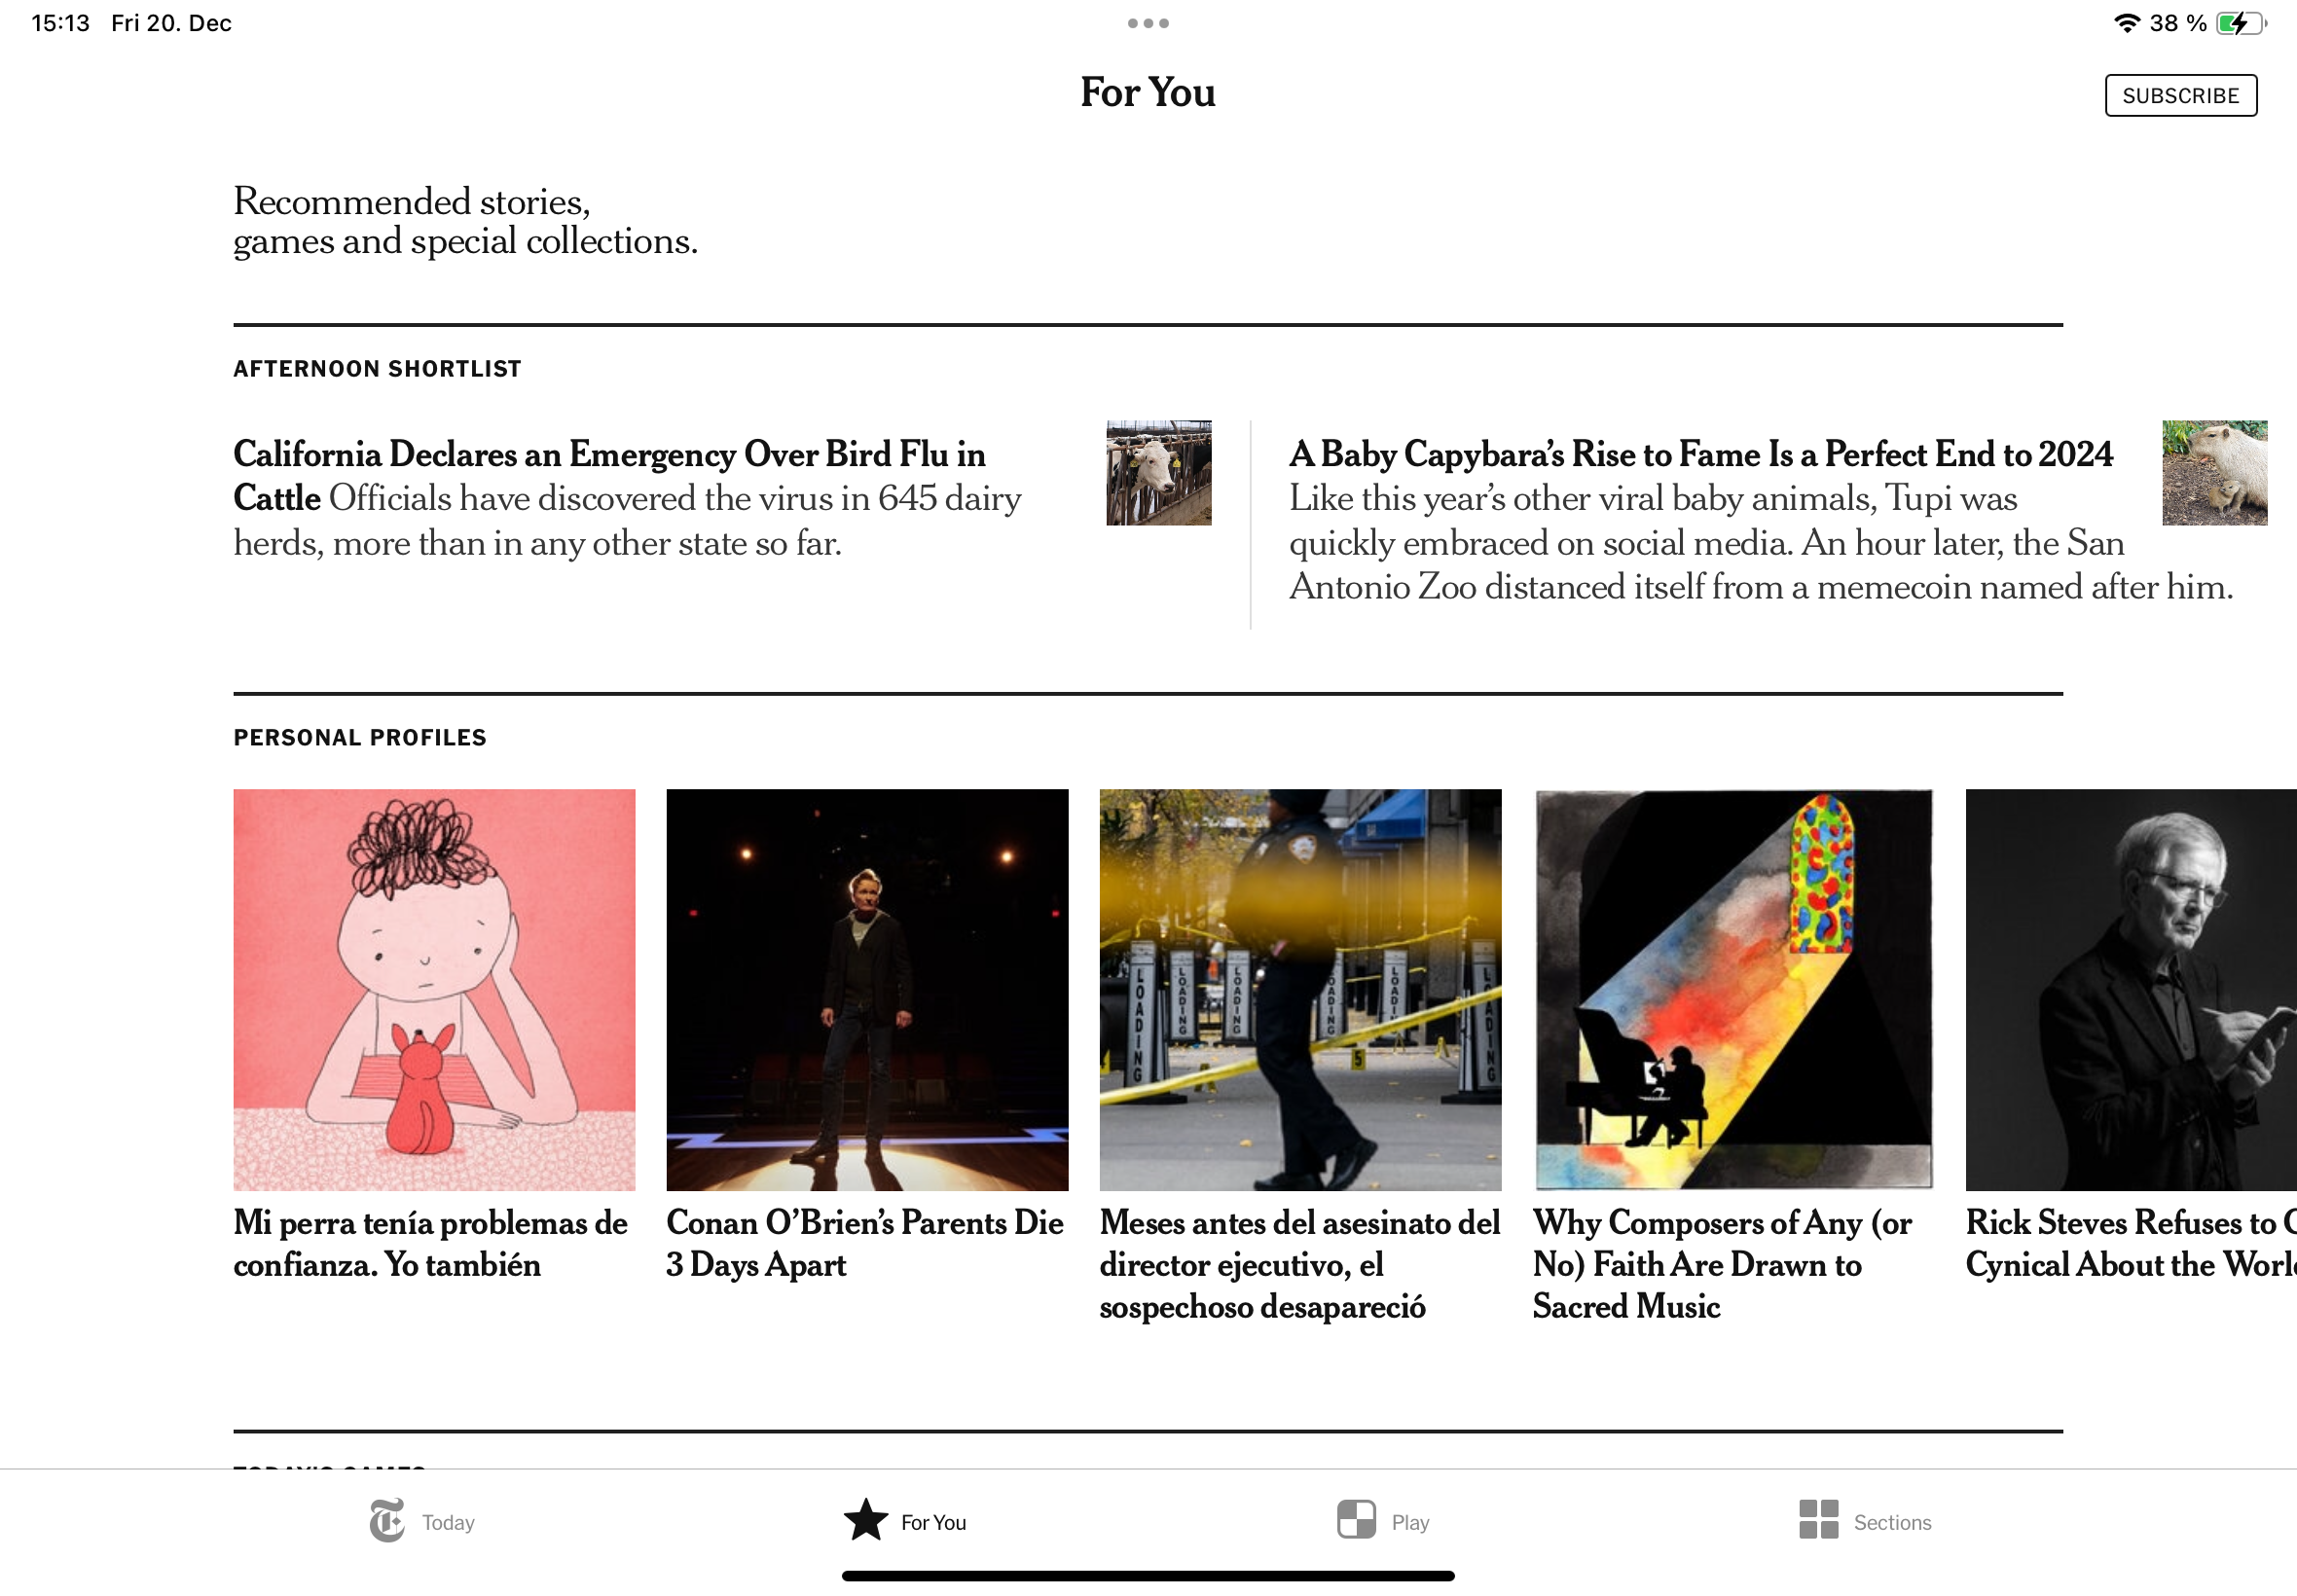 15:13 Fri 20. Dec
38 %
For You
SUBSCRIBE
Recommended stories,
games and special collections.
AFTERNOON SHORTLIST
California Declares an Emergency Over Bird Flu in
Cattle Officials have discovered the virus in 645 dairy
herds, more than in any other state so far.
A Baby Capybara’s Rise to Fame Is a Perfect End to 2024
Like this year’s other viral baby animals, Tupi was
quickly embraced on social media. An hour later, the San
Antonio Zoo distanced itself from a memecoin named after him.
PERSONAL PROFILES
LOADING
LOADING
LOADING
LOADING
5
Mi perra tenía problemas de
confianza. Yo también
Conan O’Brien’s Parents Die
3 Days Apart
Meses antes del asesinato del
director ejecutivo, el
sospechoso desapareció
Why Composers of Any (or
No) Faith Are Drawn to
Sacred Music
Rick Steves Refuses to
Cynical About the
Today
For You
Play
Sections